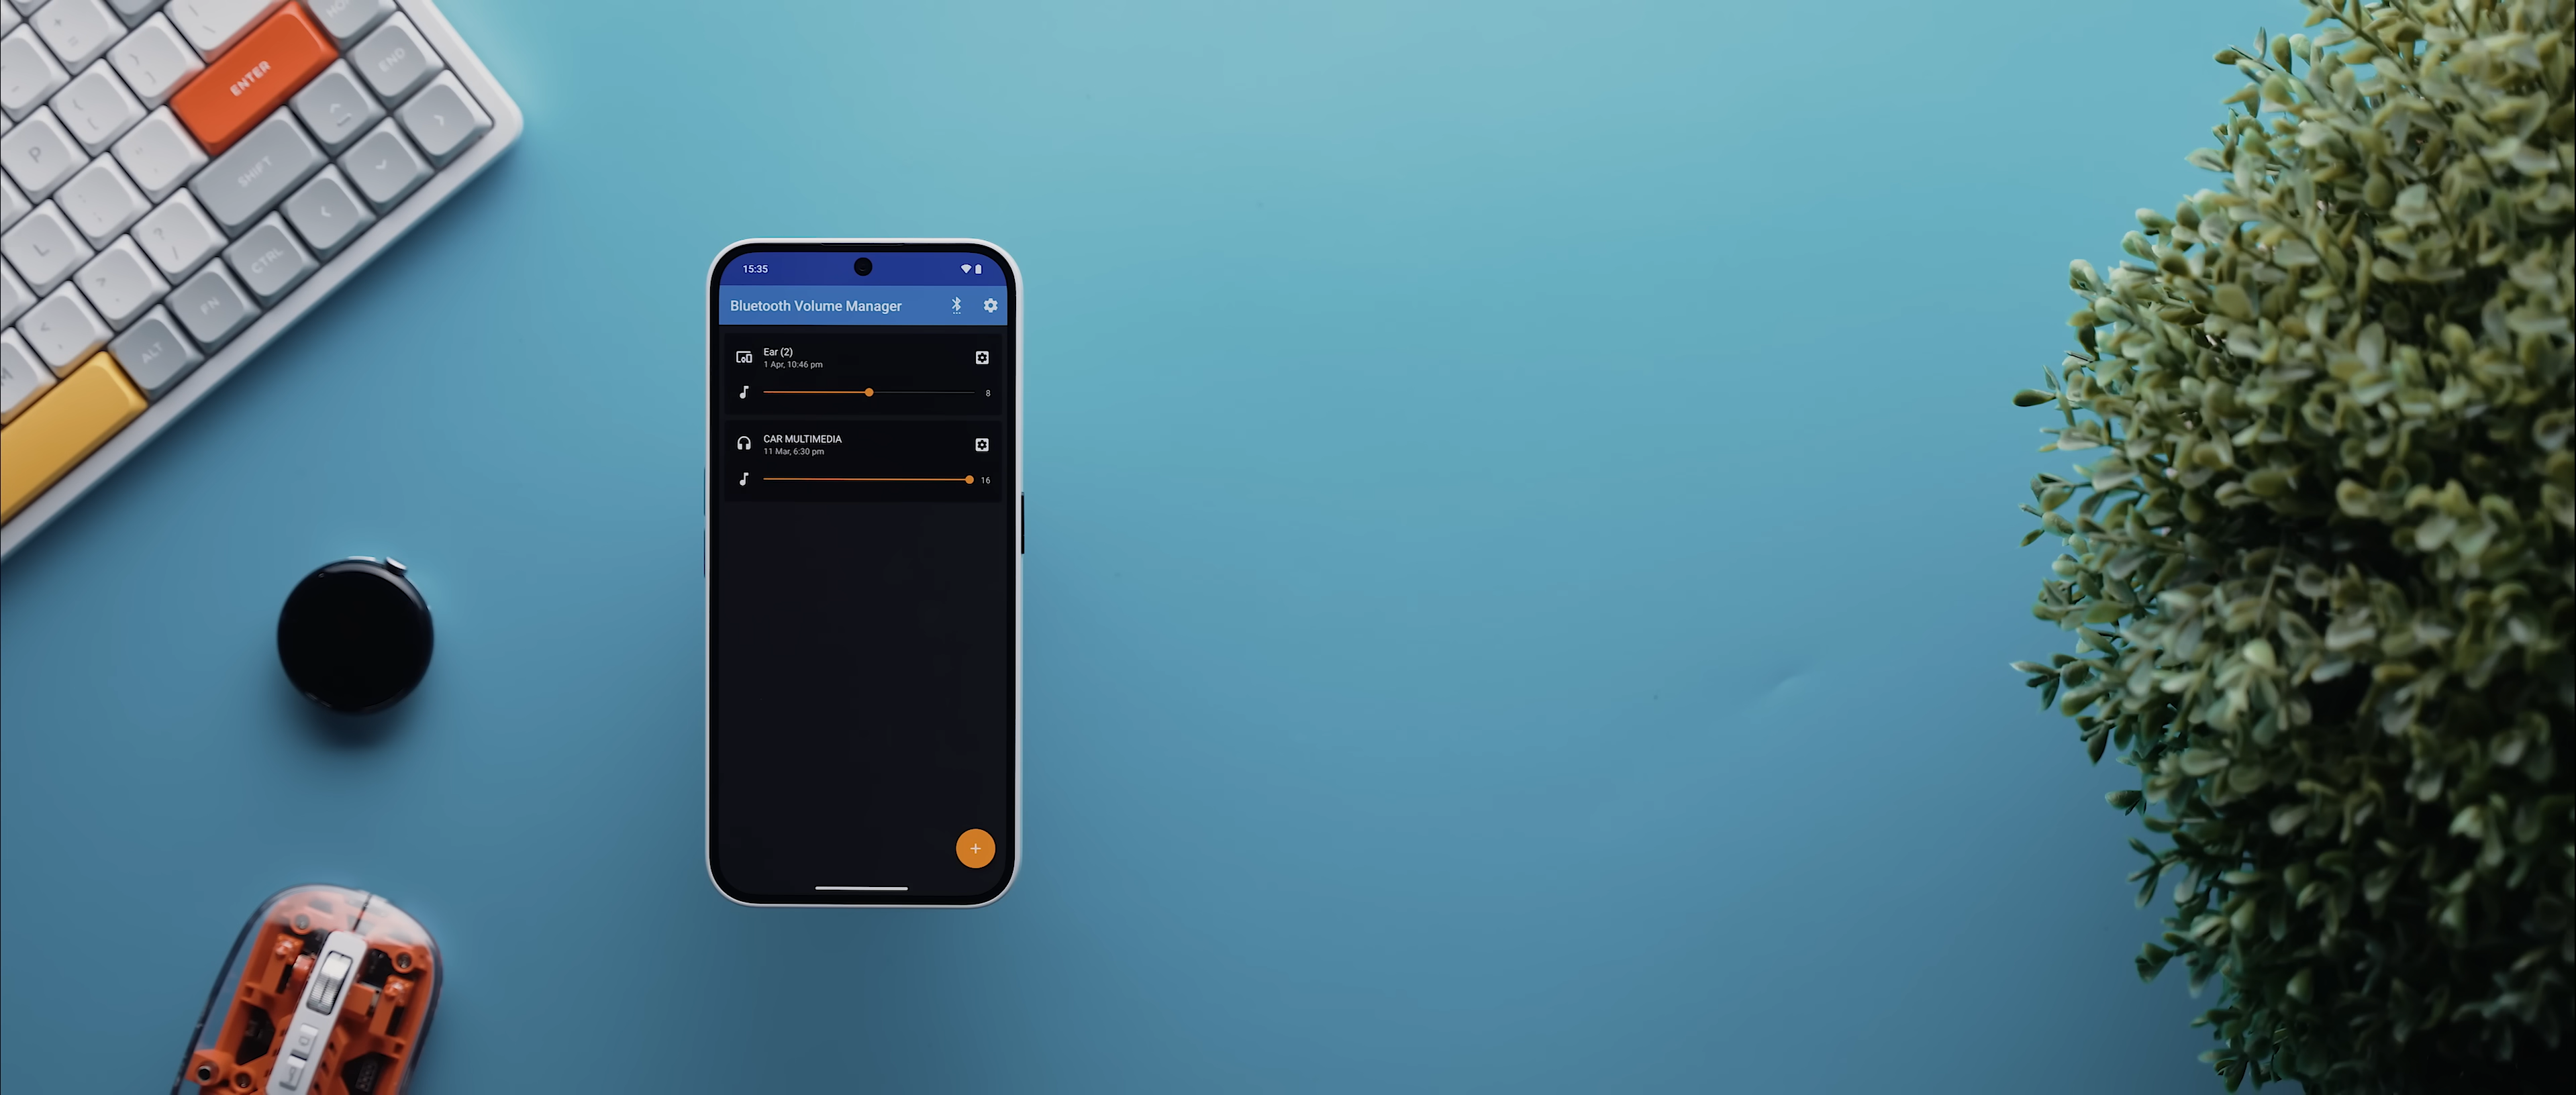 HOME
END
ENTER
P
SHIFT
L
CTRL
FN
ALT
M
15:35
Bluetooth Volume Manager
Ear (2)
1 Apr, 10:46 pm
8
CAR MULTIMEDIA
11 Mar, 6:30 pm
16
+